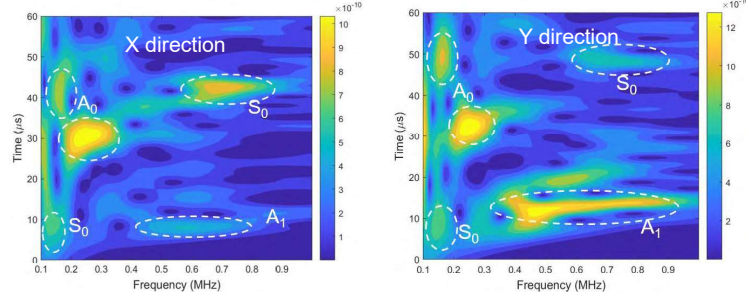 ×10⁻¹⁰
60
50
40
30
20
10
0
Time (μs)
X direction
A₀
S₀
S₀
A₁
0.1 0.2 0.3 0.4 0.5 0.6 0.7 0.8 0.9
Frequency (MHz)
10
9
8
7
6
5
4
3
2
1
×10⁻¹⁰
60
50
40
30
20
10
0
Time (μs)
Y direction
S₀
A₀
S₀
A₁
0.1 0.2 0.3 0.4 0.5 0.6 0.7 0.8 0.9
Frequency (MHz)
12
10
8
6
4
2